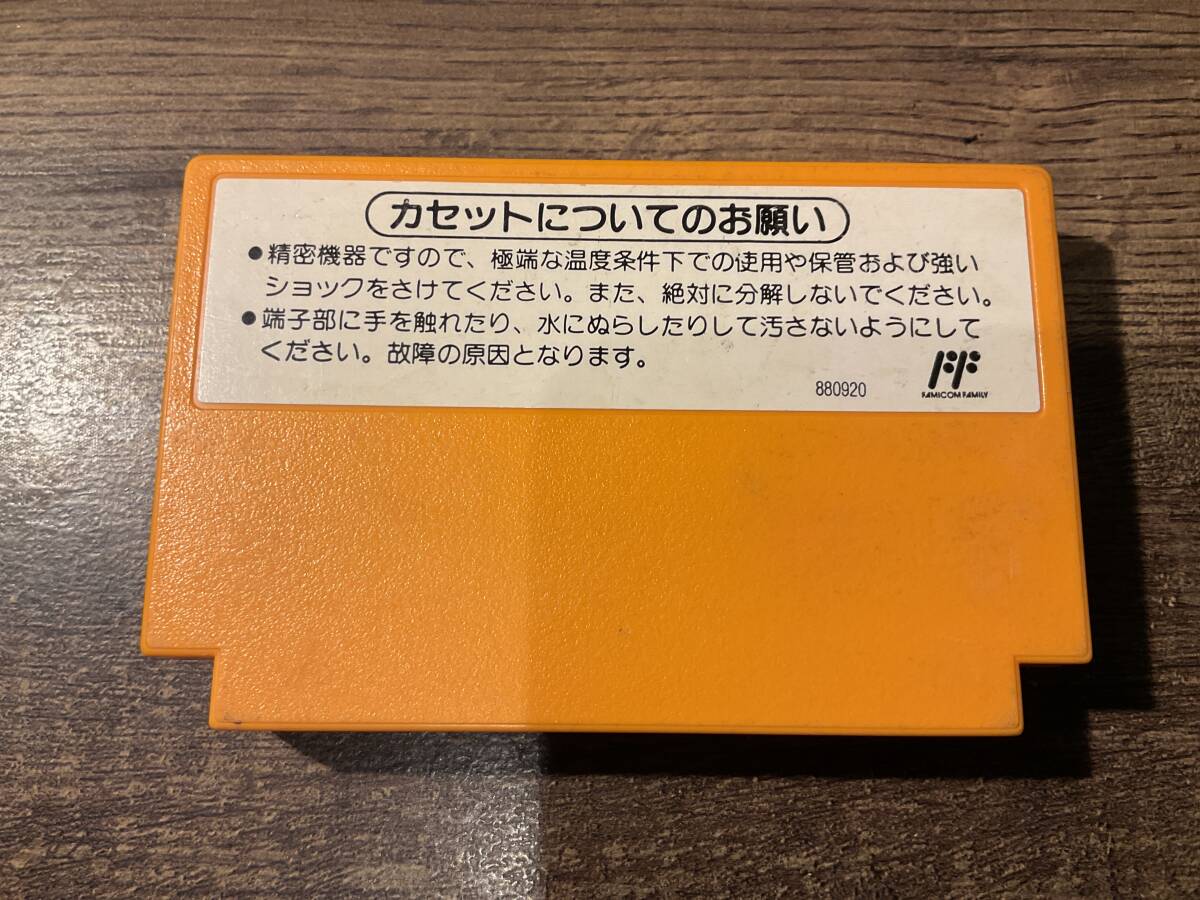 カセットについてのお願い
●精密機器ですので、極端な温度条件下での使用や保管および強い
ショックをさけてください。また、絶対に分解しないでください。
●端子部に手を触れたり、水にぬらしたりして汚さないようにして
ください。故障の原因となります。
880920
FF
FAMICOM FAMILY